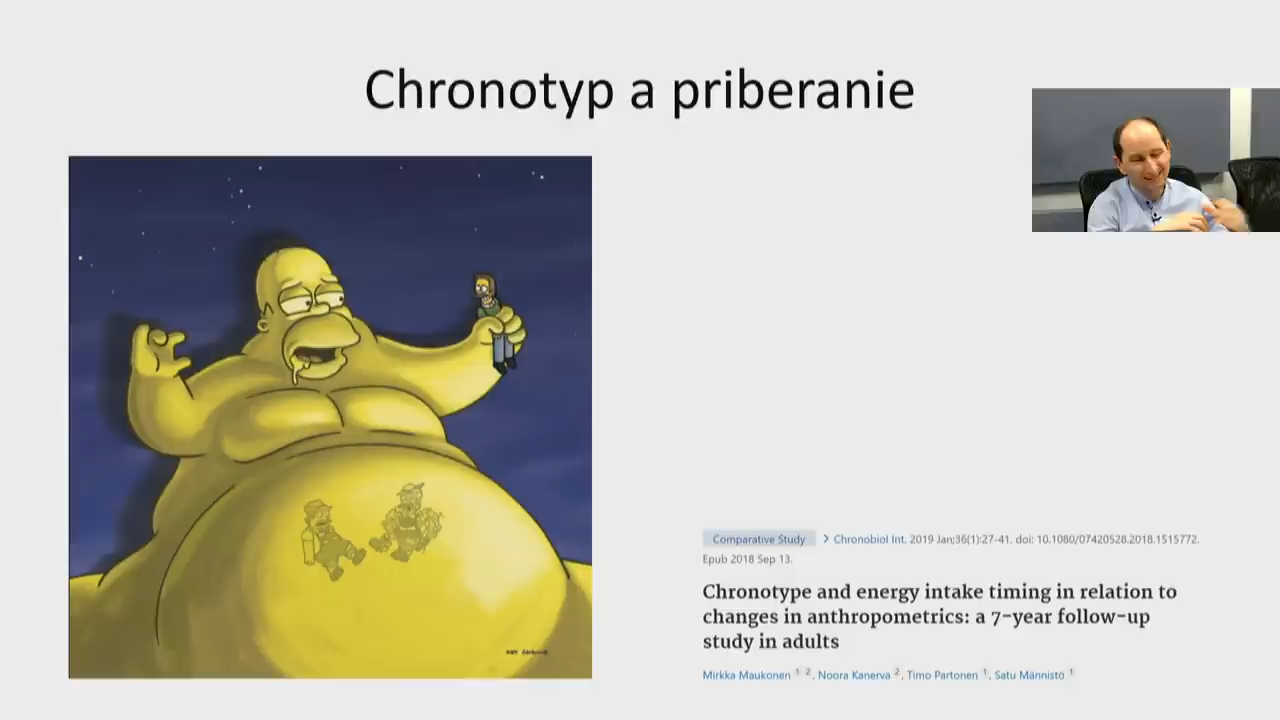 Chronotyp a priberanie
Comparative Study > Chronobiol Int. 2019 Jan;36(1):27-41. doi: 10.1080/07420528.2018.1515772.
Epub 2018 Sep 13.
Chronotype and energy intake timing in relation to
changes in anthropometrics: a 7-year follow-up
study in adults
Mirkka Maukonen 1 2, Noora Kanerva 2, Timo Partonen 1, Satu Männistö 1